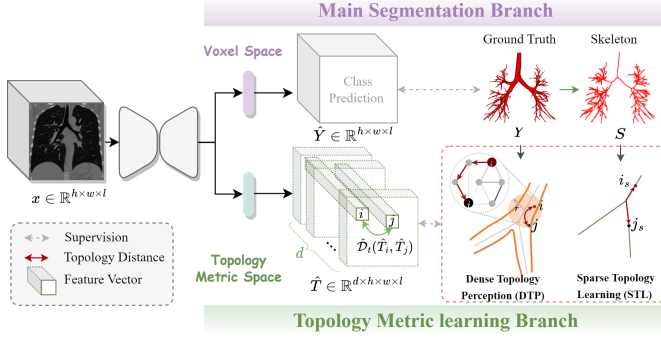 Main Segmentation Branch
Voxel Space
Ground Truth
Skeleton
Class
Prediction
Ŷ ∈ ℝ^{h×w×l}
Y
S
x ∈ ℝ^{h×w×l}
i
j
D̂_t(T̂_i, T̂_j)
d
Topology
Metric Space
T̂ ∈ ℝ^{d×h×w×l}
i
j
r
i
j
i_s
j_s
Dense Topology
Perception (DTP)
Sparse Topology
Learning (STL)
Supervision
Topology Distance
Feature Vector
Topology Metric learning Branch